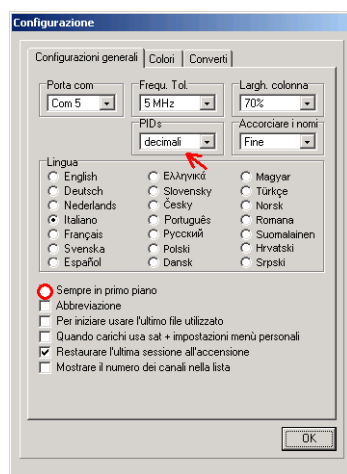 Configurazione
Configurazioni generali Colori Converti
Porta com Frequ. Tol. Largh. colonna
Com 5 5 MHz 70%
PIDs Accorciare i nomi
decimali Fine
Lingua
English Ελληνικά Magyar
Deutsch Slovensky Türkçe
Nederlands Česky Norsk
Italiano Português Romana
Français Русский Suomalainen
Svenska Polski Hrvatski
Español Dansk Srpski
Sempre in primo
piano
Abbreviazione
Per iniziare usare l'ultimo file utilizzato
Quando carichi usa sat + impostazioni menù personali
Restaurare l'ultima sessione all'accensione
Mostrare il numero dei canali nella lista
OK